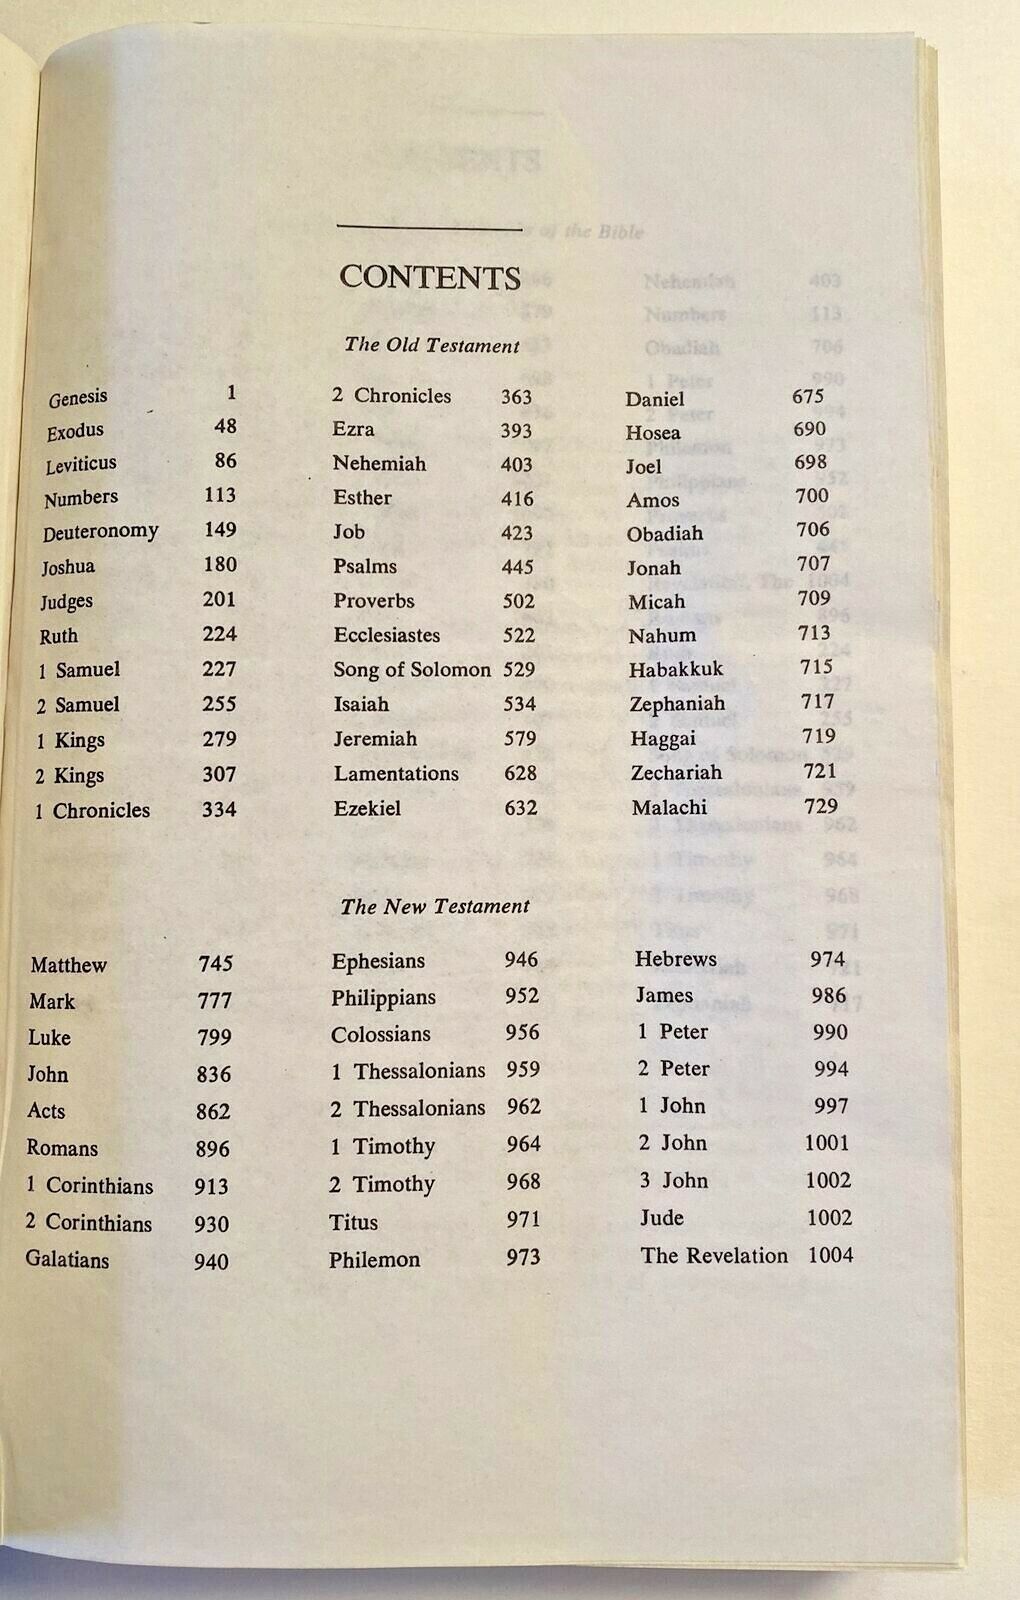 CONTENTS
The Old Testament
Genesis 1
Exodus 48
Leviticus 86
Numbers 113
Deuteronomy 149
Joshua 180
Judges 201
Ruth 224
1 Samuel 227
2 Samuel 255
1 Kings 279
2 Kings 307
1 Chronicles 334
2 Chronicles 363
Ezra 393
Nehemiah 403
Esther 416
Job 423
Psalms 445
Proverbs 502
Ecclesiastes 522
Song of Solomon 529
Isaiah 534
Jeremiah 579
Lamentations 628
Ezekiel 632
Daniel 675
Hosea 690
Joel 698
Amos 700
Obadiah 706
Jonah 707
Micah 709
Nahum 713
Habakkuk 715
Zephaniah 717
Haggai 719
Zechariah 721
Malachi 729
The New Testament
Matthew 745
Mark 777
Luke 799
John 836
Acts 862
Romans 896
1 Corinthians 913
2 Corinthians 930
Galatians 940
Ephesians 946
Philippians 952
Colossians 956
1 Thessalonians 959
2 Thessalonians 962
1 Timothy 964
2 Timothy 968
Titus 971
Philemon 973
Hebrews 974
James 986
1 Peter 990
2 Peter 994
1 John 997
2 John 1001
3 John 1002
Jude 1002
The Revelation 1004